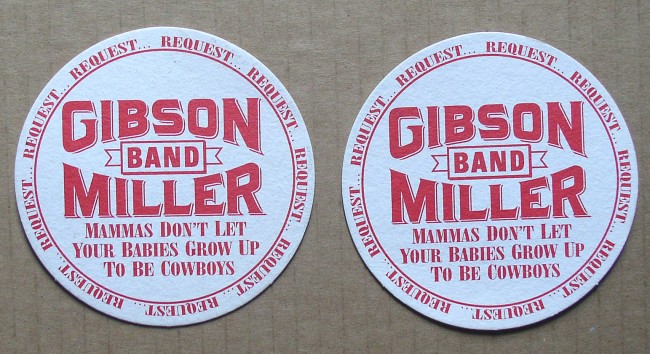 REQUEST... REQUEST... REQUEST... REQUEST... REQUEST... REQUEST... REQUEST... REQUEST... REQUEST...
GIBSON
BAND
MILLER
MAMMAS DON'T LET
YOUR BABIES GROW UP
TO BE COWBOYS
REQUEST... REQUEST... REQUEST... REQUEST... REQUEST... REQUEST... REQUEST... REQUEST... REQUEST...
GIBSON
BAND
MILLER
MAMMAS DON'T LET
YOUR BABIES GROW UP
TO BE COWBOYS